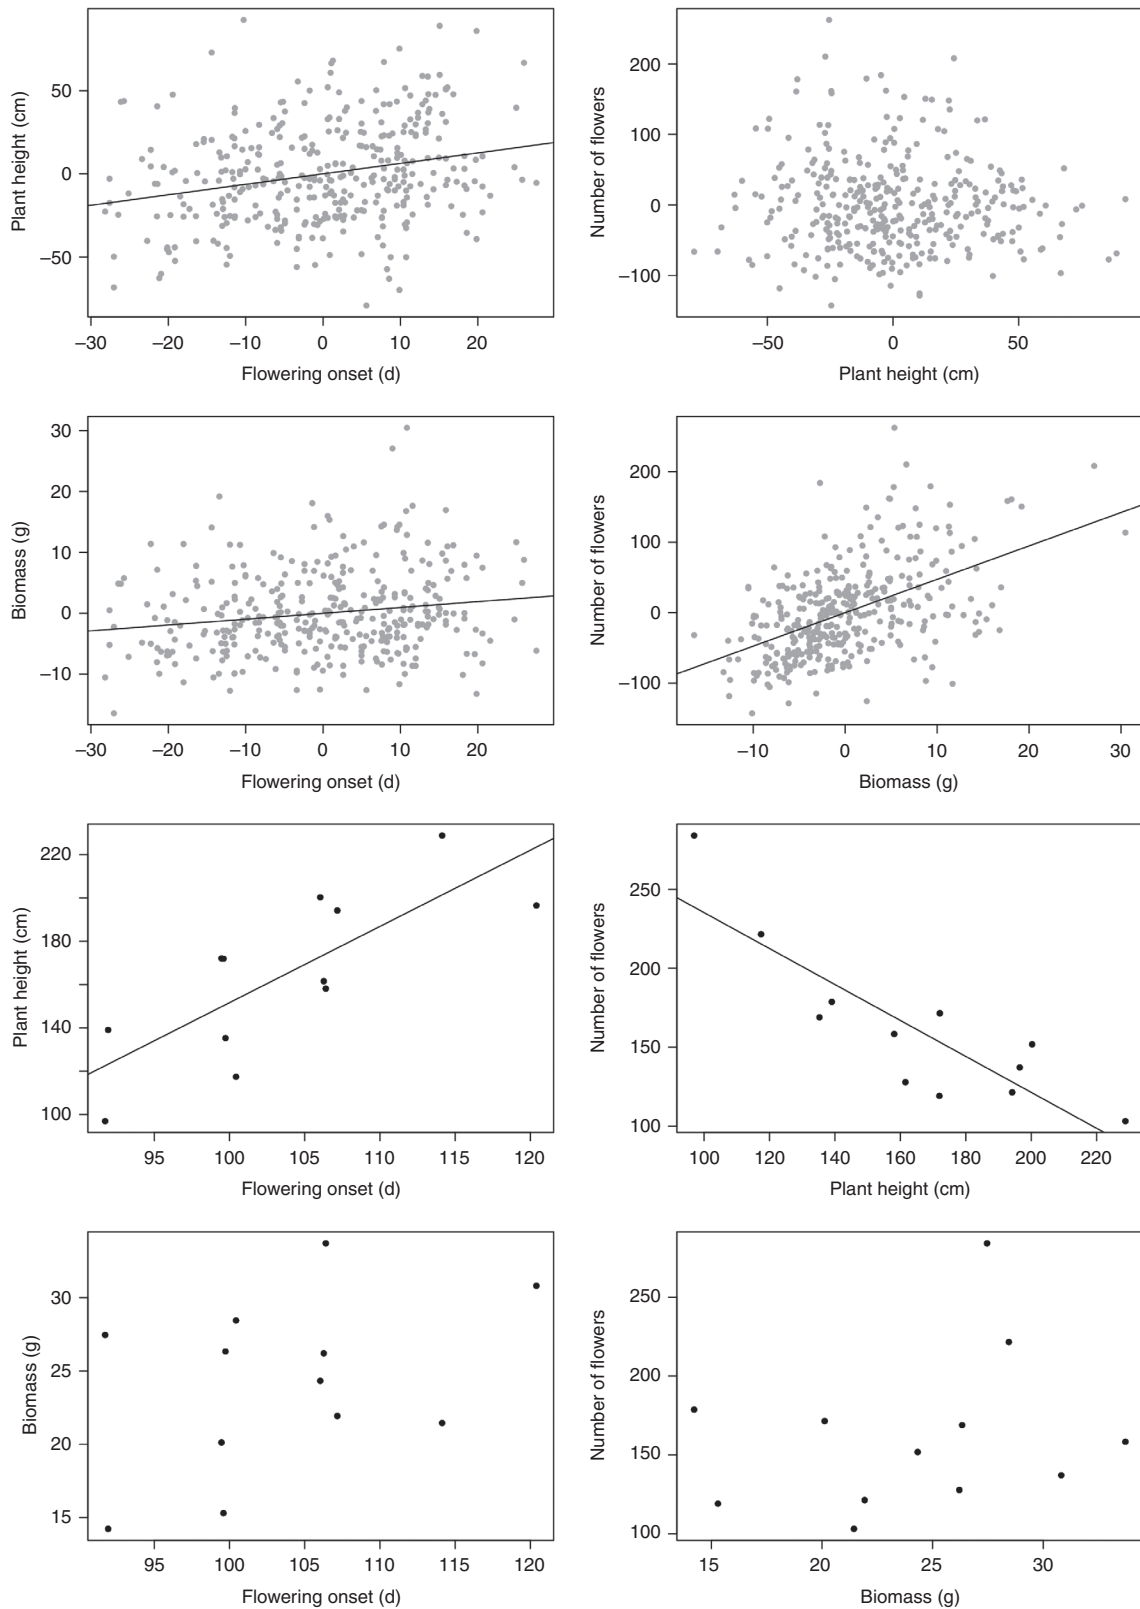 Plant height (cm)
50
0
−50
−30 −20 −10 0 10 20
Flowering onset (d)
Number of flowers
200
100
0
−100
−50 0 50
Plant height (cm)
Biomass (g)
30
20
10
0
−10
−30 −20 −10 0 10 20
Flowering onset (d)
Number of flowers
200
100
0
−100
−10 0 10 20 30
Biomass (g)
Plant height (cm)
220
180
140
100
95 100 105 110 115 120
Flowering onset (d)
Number of flowers
250
200
150
100
100 120 140 160 180 200 220
Plant height (cm)
Biomass (g)
30
25
20
15
95 100 105 110 115 120
Flowering onset (d)
Number of flowers
250
200
150
100
15 20 25 30
Biomass (g)